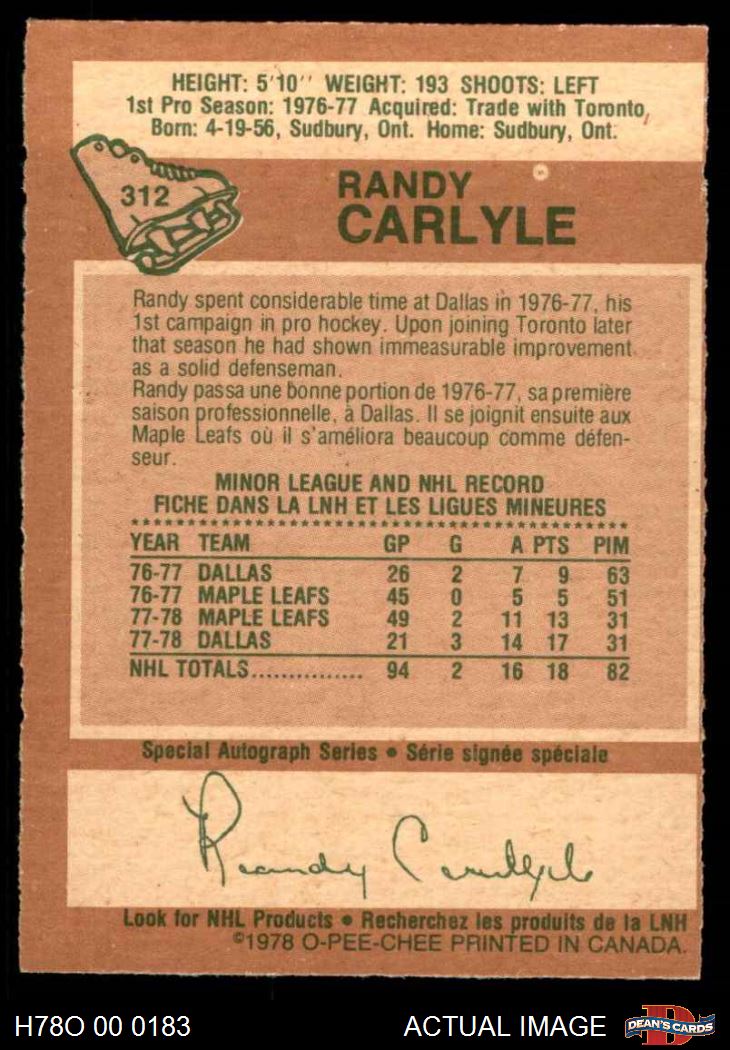 HEIGHT: 5'10'' WEIGHT: 193 SHOOTS: LEFT
1st Pro Season: 1976-77 Acquired: Trade with Toronto,
Born: 4-19-56, Sudbury, Ont. Home: Sudbury, Ont.
312
RANDY
CARLYLE
Randy spent considerable time at Dallas in 1976-77, his
1st campaign in pro hockey. Upon joining Toronto later
that season he had shown immeasurable improvement
as a solid defenseman.
Randy passa une bonne portion de 1976-77, sa première
saison professionnelle, à Dallas. Il se joignit ensuite aux
Maple Leafs où il s'améliora beaucoup comme défen-
seur.
MINOR LEAGUE AND NHL RECORD
FICHE DANS LA LNH ET LES LIGUES MINEURES
YEAR TEAM GP G A PTS PIM
76-77 DALLAS 26 2 7 9 63
76-77 MAPLE LEAFS 45 0 5 5 51
77-78 MAPLE LEAFS 49 2 11 13 31
77-78 DALLAS 21 3 14 17 31
NHL TOTALS............... 94 2 16 18 82
Special Autograph Series • Série signée spéciale
Randy Carlyle
Look for NHL Products • Recherchez les produits de la LNH
©1978 O-PEE-CHEE PRINTED IN CANADA.
H78O 00 0183 ACTUAL IMAGE D DEAN'S CARDS